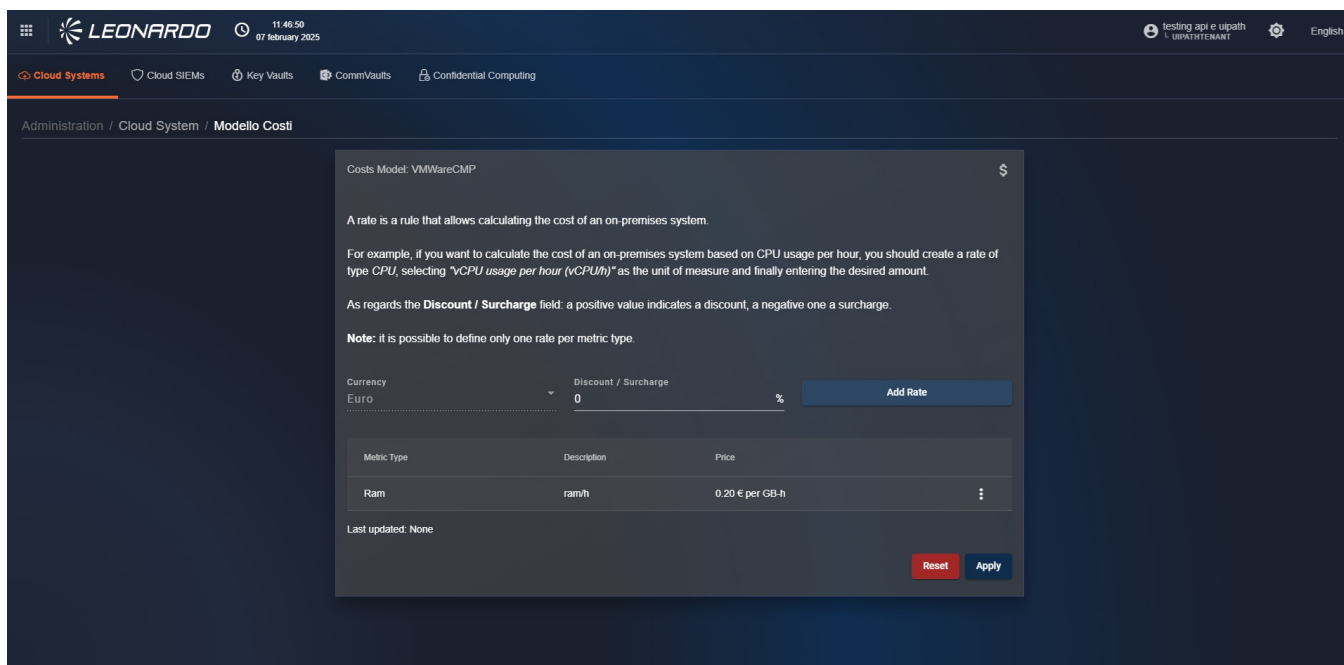 LEONARDO
11:46:50
07 february 2025
testing api e uipath
└ UIPATHTENANT
English
Cloud Systems
Cloud SIEMs
Key Vaults
CommVaults
Confidential Computing
Administration / Cloud System / Modello Costi
Costs Model: VMWareCMP
$
A rate is a rule that allows calculating the cost of an on-premises system.
For example, if you want to calculate the cost of an on-premises system based on CPU usage per hour, you should create a rate of
type CPU, selecting "vCPU usage per hour (vCPU/h)" as the unit of measure and finally entering the desired amount.
As regards the Discount / Surcharge field: a positive value indicates a discount, a negative one a surcharge.
Note: it is possible to define only one rate per metric type.
Currency
Euro
Discount / Surcharge
0 %
Add Rate
Metric Type Description Price
Ram ram/h 0.20 € per GB-h
Last updated: None
Reset Apply